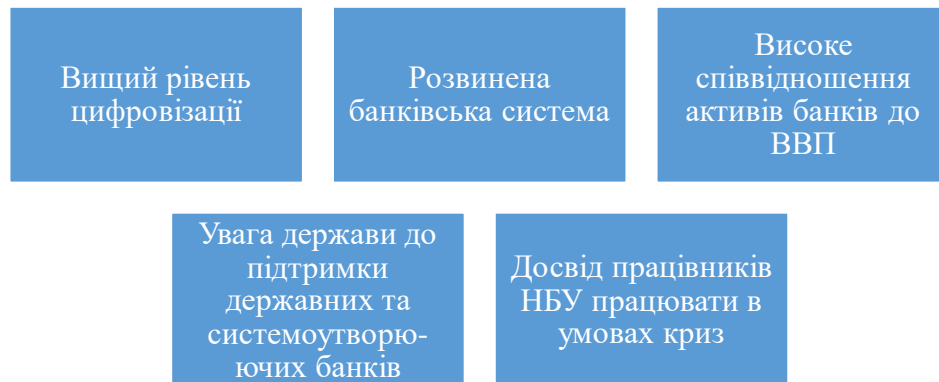 Вищий рівень
цифровізації
Розвинена
банківська система
Високе
співвідношення
активів банків до
ВВП
Увага держави до
підтримки
державних та
системоутворю-
ючих банків
Досвід працівників
НБУ працювати в
умовах криз